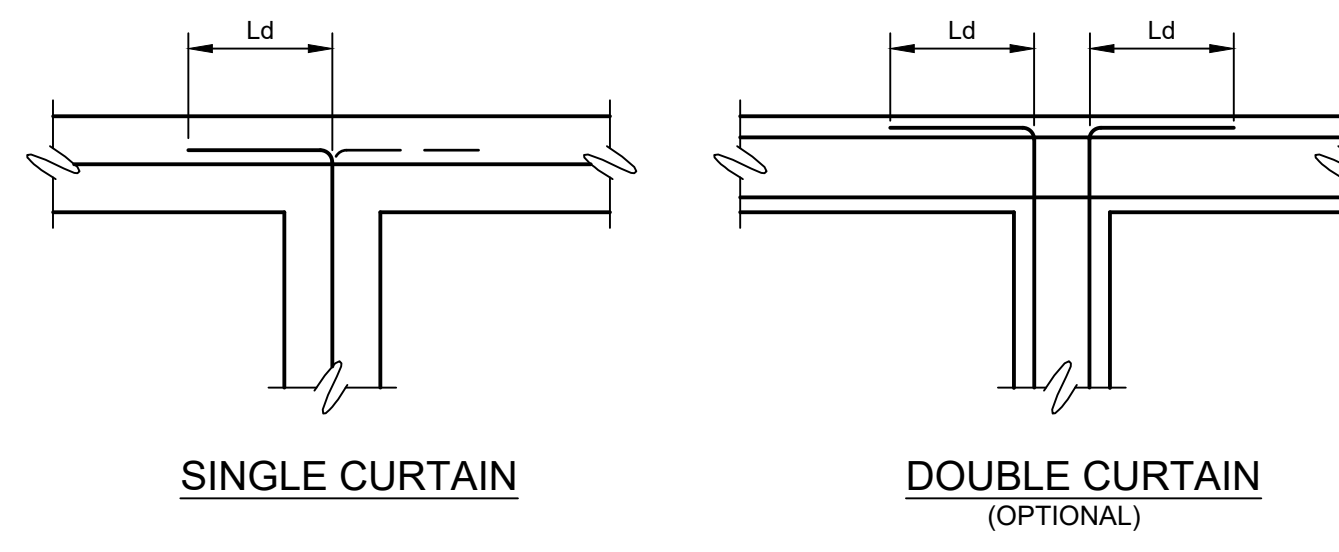 Ld
Ld
Ld
SINGLE CURTAIN
DOUBLE CURTAIN
(OPTIONAL)